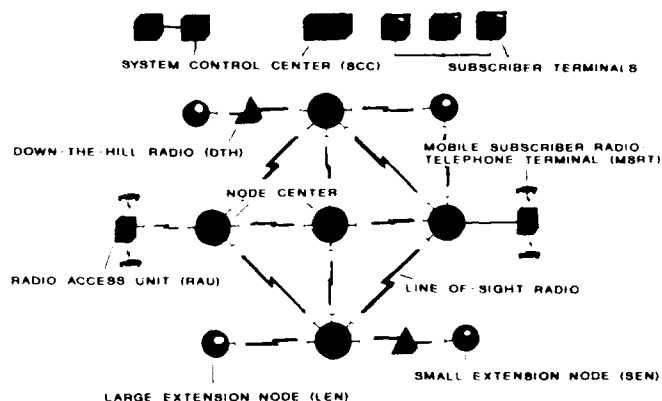 SYSTEM CONTROL CENTER (SCC)
SUBSCRIBER TERMINALS
DOWN-THE-HILL RADIO (DTH)
MOBILE SUBSCRIBER RADIO
TELEPHONE TERMINAL (MSRT)
NODE CENTER
RADIO ACCESS UNIT (RAU)
LINE-OF-SIGHT RADIO
SMALL EXTENSION NODE (SEN)
LARGE EXTENSION NODE (LEN)